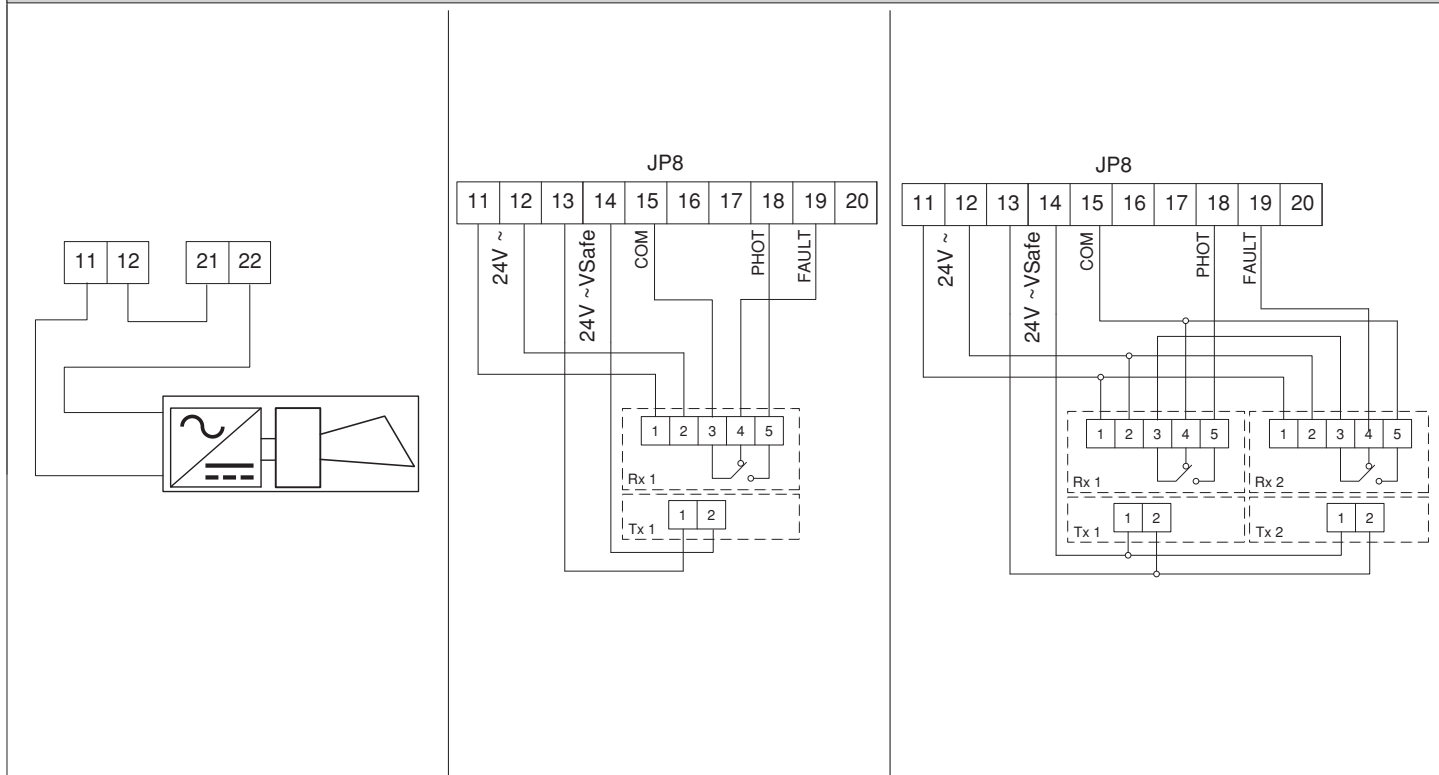 11 12 21 22
JP8
11 12 13 14 15 16 17 18 19 20
24V ~
24V ~VSafe
COM
PHOT
FAULT
1 2 3 4 5
Rx 1
1 2
Tx 1
JP8
11 12 13 14 15 16 17 18 19 20
24V ~
24V ~VSafe
COM
PHOT
FAULT
1 2 3 4 5
Rx 1
1 2 3 4 5
Rx 2
1 2
Tx 1
1 2
Tx 2